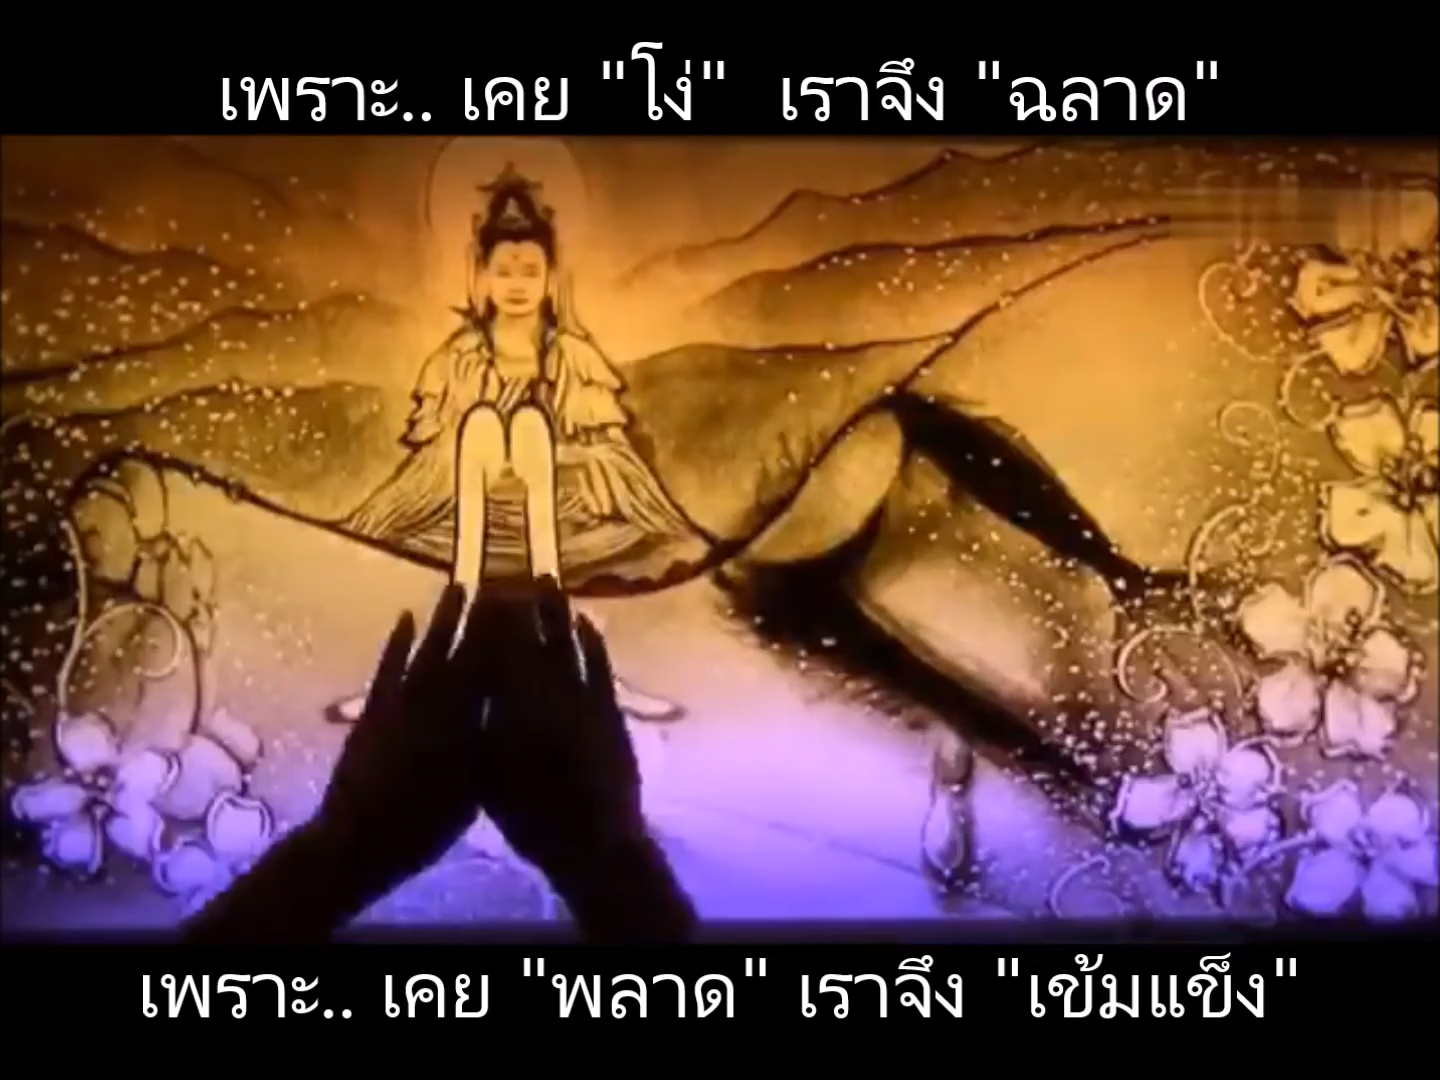 เพราะ.. เคย "โง่" เราจึง "ฉลาด"
เพราะ.. เคย "พลาด" เราจึง "เข้มแข็ง"